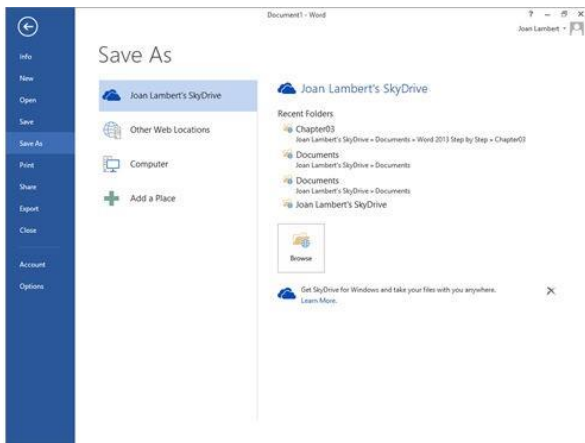 Document1 - Word
?
Joan Lambert
Info
New
Open
Save
Save As
Print
Share
Export
Close
Account
Options
Save As
Joan Lambert's SkyDrive
Other Web Locations
Computer
Add a Place
Joan Lambert's SkyDrive
Recent Folders
Chapter03
Joan Lambert's SkyDrive » Documents » Word 2013 Step by Step » Chapter03
Documents
Joan Lambert's SkyDrive » Documents
Documents
Joan Lambert's SkyDrive » Documents
Joan Lambert's SkyDrive
Browse
Get SkyDrive for Windows and take your files with you anywhere.
Learn More.